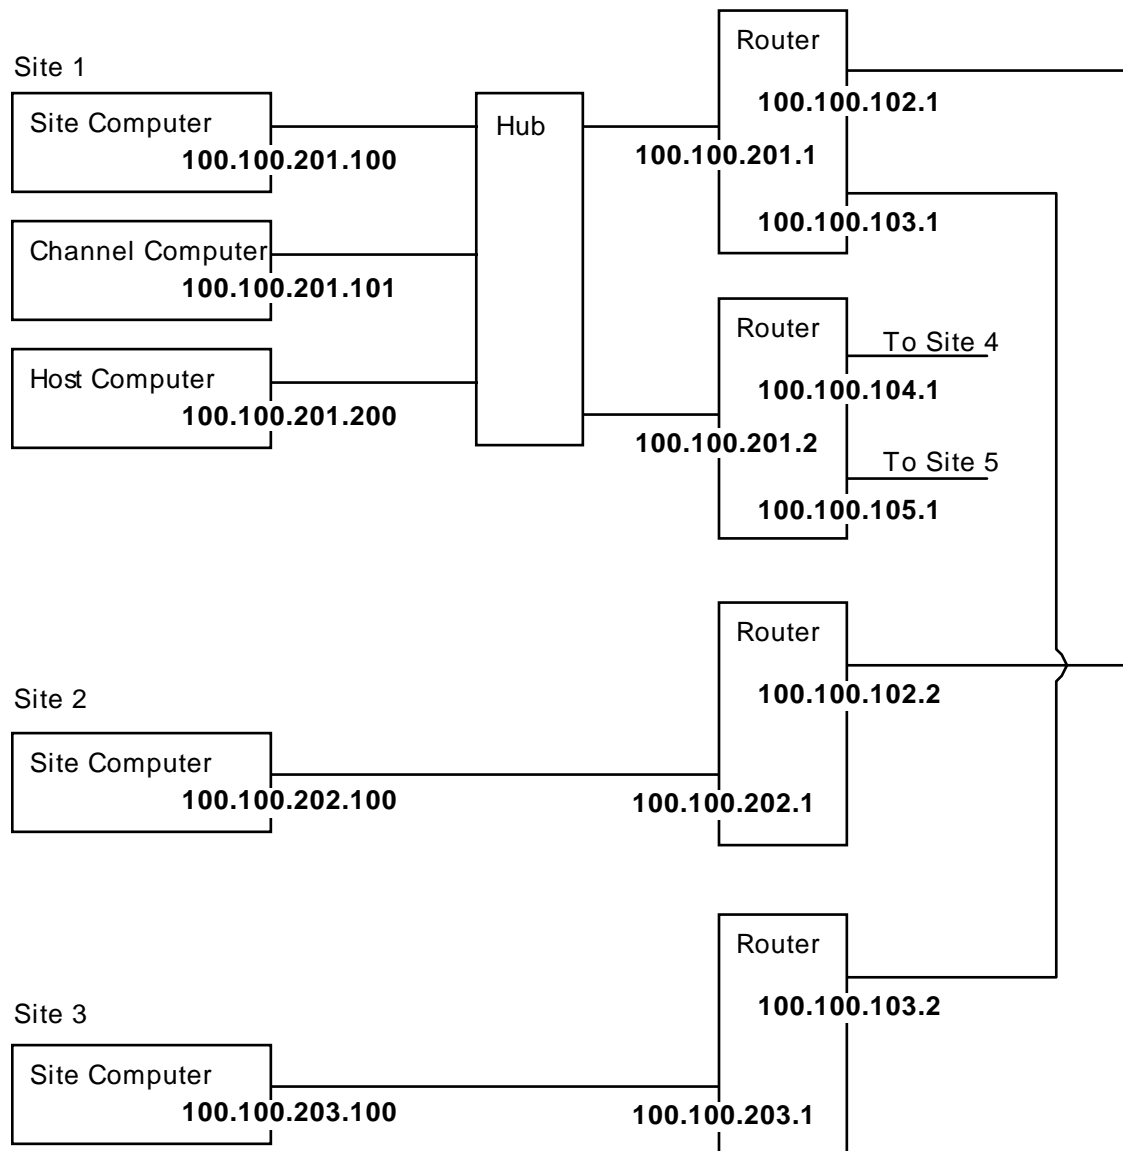 Router
Site 1
100.100.102.1
Site Computer
Hub
100.100.201.100
100.100.201.1
100.100.103.1
Channel Computer
100.100.201.101
Router
To Site 4
Host Computer
100.100.104.1
100.100.201.200
100.100.201.2
To Site 5
100.100.105.1
Router
Site 2
100.100.102.2
Site Computer
100.100.202.100
100.100.202.1
Router
Site 3
100.100.103.2
Site Computer
100.100.203.100
100.100.203.1